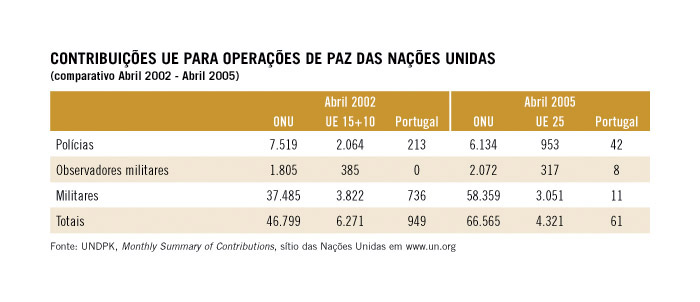 CONTRIBUIÇÕES UE PARA OPERAÇÕES DE PAZ DAS NAÇÕES UNIDAS
(comparativo Abril 2002 - Abril 2005)
Abril 2002 Abril 2005
ONU UE 15+10 Portugal ONU UE 25 Portugal
Polícias 7.519 2.064 213 6.134 953 42
Observadores militares 1.805 385 0 2.072 317 8
Militares 37.485 3.822 736 58.359 3.051 11
Totais 46.799 6.271 949 66.565 4.321 61
Fonte: UNDPK, Monthly Summary of Contributions, sítio das Nações Unidas em www.un.org